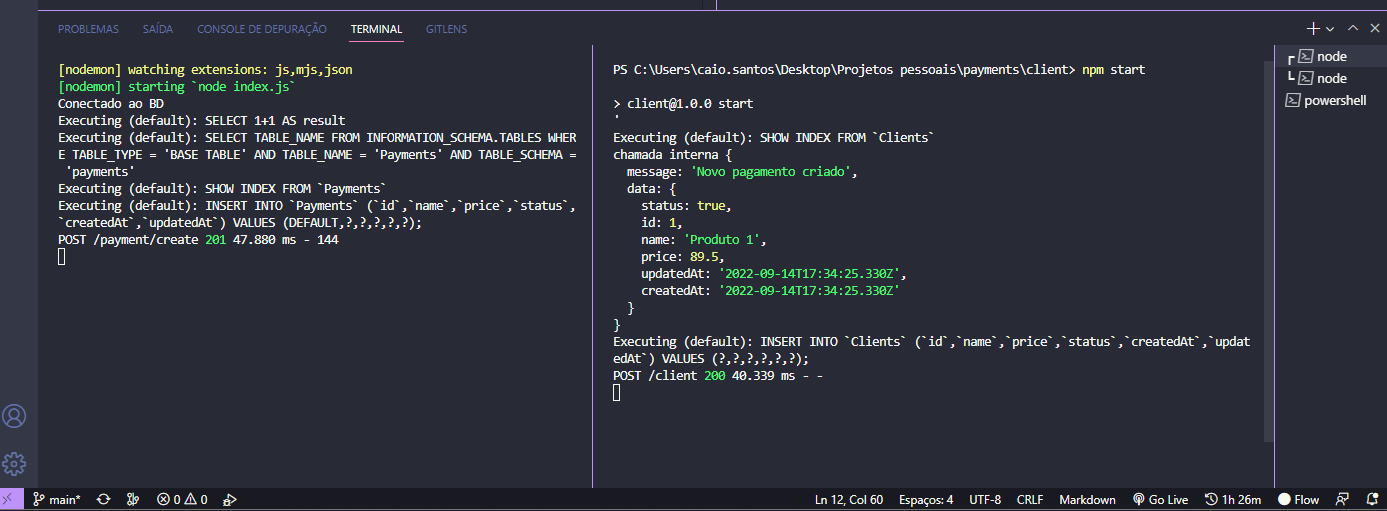 PROBLEMAS SAÍDA CONSOLE DE DEPURAÇÃO TERMINAL GITLENS
[nodemon] watching extensions: js,mjs,json
[nodemon] starting `node index.js`
Conectado ao BD
Executing (default): SELECT 1+1 AS result
Executing (default): SELECT TABLE_NAME FROM INFORMATION_SCHEMA.TABLES WHER
E TABLE_TYPE = 'BASE TABLE' AND TABLE_NAME = 'Payments' AND TABLE_SCHEMA =
 'payments'
Executing (default): SHOW INDEX FROM `Payments`
Executing (default): INSERT INTO `Payments` (`id`,`name`,`price`,`status`,
`createdAt`,`updatedAt`) VALUES (DEFAULT,?,?,?,?,?);
POST /payment/create 201 47.880 ms - 144
PS C:\Users\caio.santos\Desktop\Projetos pessoais\payments\client> npm start
> client@1.0.0 start
'
Executing (default): SHOW INDEX FROM `Clients`
chamada interna {
  message: 'Novo pagamento criado',
  data: {
    status: true,
    id: 1,
    name: 'Produto 1',
    price: 89.5,
    updatedAt: '2022-09-14T17:34:25.330Z',
    createdAt: '2022-09-14T17:34:25.330Z'
  }
}
Executing (default): INSERT INTO `Clients` (`id`,`name`,`price`,`status`,`createdAt`,`updat
edAt`) VALUES (?,?,?,?,?,?);
POST /client 200 40.339 ms - -
node
node
powershell
main* 0 0 Ln 12, Col 60 Espaços: 4 UTF-8 CRLF Markdown Go Live 1h 26m Flow